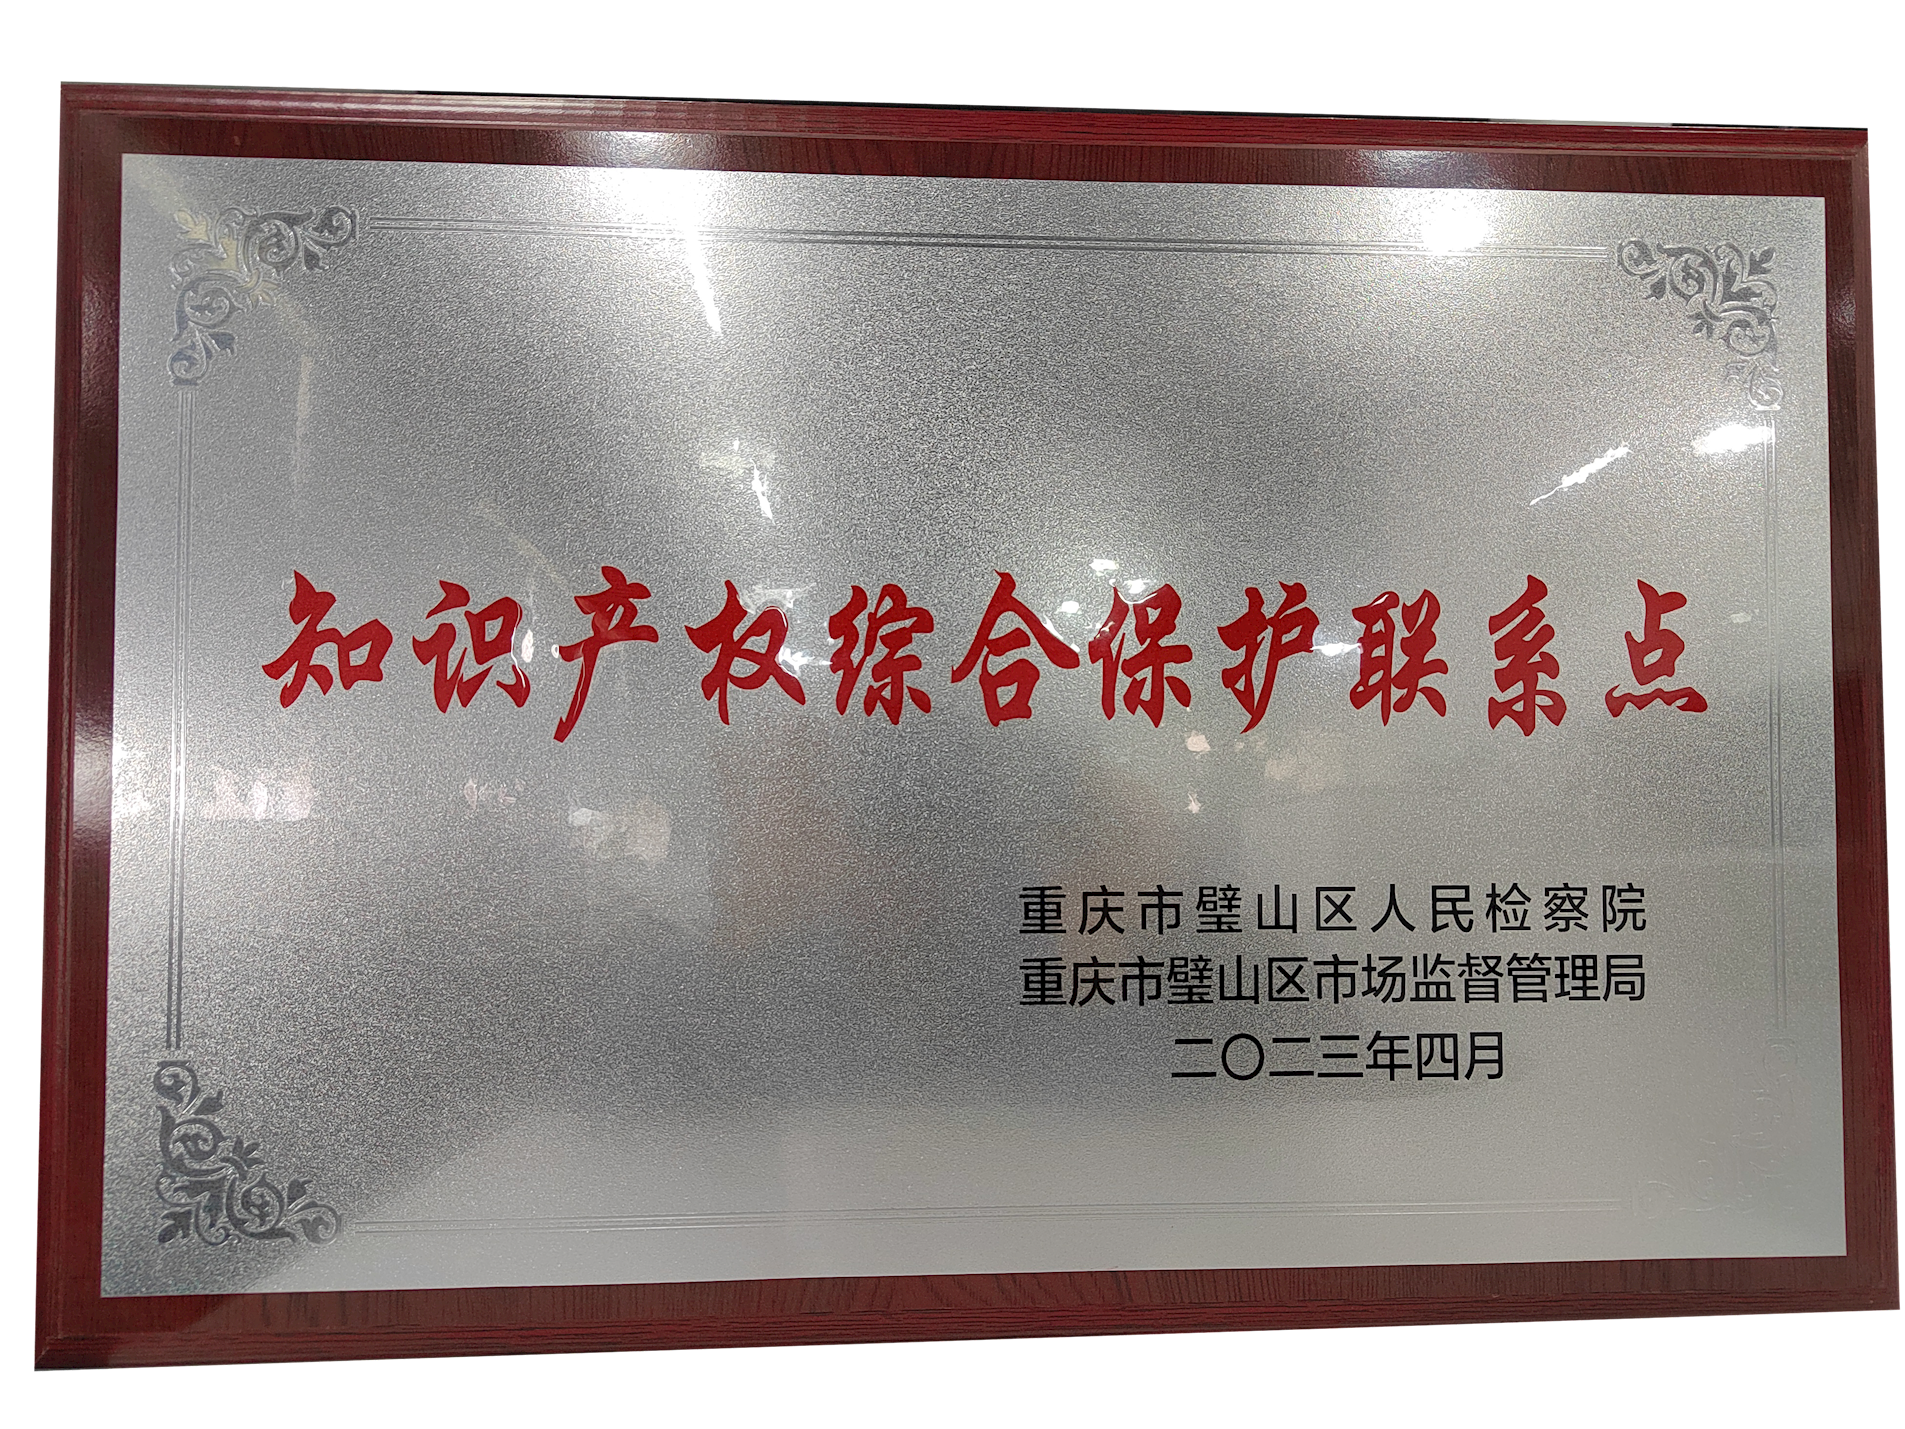 知识产权综合保护联系点
重庆市璧山区人民检察院
重庆市璧山区市场监督管理局
二〇二三年四月